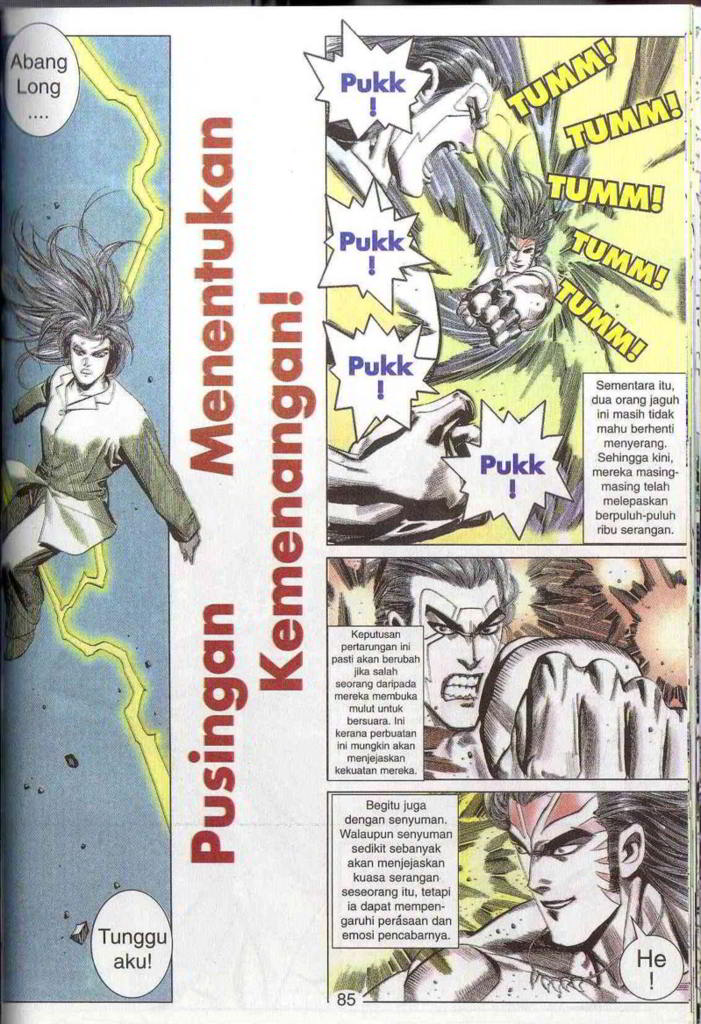 Abang
Long
....
Tunggu
aku!
Pusingan Menentukan
Kemenangan!
Pukk
!
TUMM!
TUMM!
TUMM!
TUMM!
TUMM!
Pukk
!
Pukk
!
Pukk
!
Sementara itu,
dua orang jaguh
ini masih tidak
mahu berhenti
menyerang.
Sehingga kini,
mereka masing-
masing telah
melepaskan
berpuluh-puluh
ribu serangan.
Keputusan
pertarungan ini
pasti akan berubah
jika salah
seorang daripada
mereka membuka
mulut untuk
bersuara. Ini
kerana perbuatan
ini mungkin akan
menjejaskan
kekuatan mereka.
Begitu juga
dengan senyuman.
Walaupun senyuman
sedikit sebanyak
akan menjejaskan
kuasa serangan
seseorang itu, tetapi
ia dapat mempen-
garuhi perasaan dan
emosi pencabarnya.
He
!
85